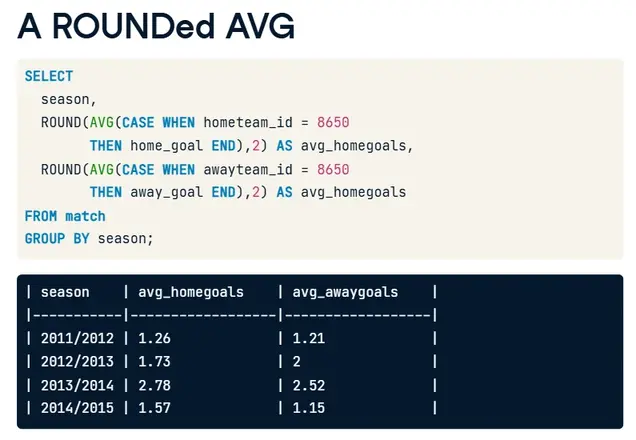 A ROUNDed AVG
SELECT
season,
ROUND(AVG(CASE WHEN hometeam_id = 8650
THEN home_goal END),2) AS avg_homegoals,
ROUND(AVG(CASE WHEN awayteam_id = 8650
THEN away_goal END),2) AS avg_homegoals
FROM match
GROUP BY season;
| season | avg_homegoals | avg_awaygoals |
|-----------|------------------|------------------|
| 2011/2012 | 1.26 | 1.21 |
| 2012/2013 | 1.73 | 2 |
| 2013/2014 | 2.78 | 2.52 |
| 2014/2015 | 1.57 | 1.15 |